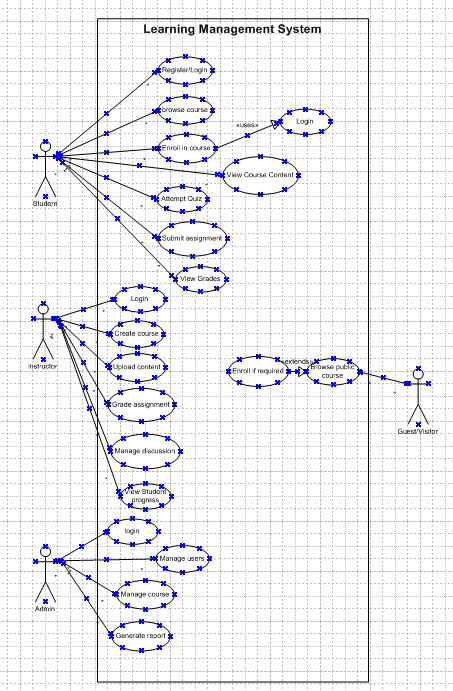 Learning Management System
Register/Login
browse course
«uses»
Login
Enroll in course
View Course Content
Student
Attempt Quiz
Submit assignment
View Grades
Login
Instructor
Create course
Upload content
Enroll if required
«extends»
Browse public
course
Guest/Visitor
Grade assignment
Manage discussion
View Student
progress
login
Manage users
Admin
Manage course
Generate report